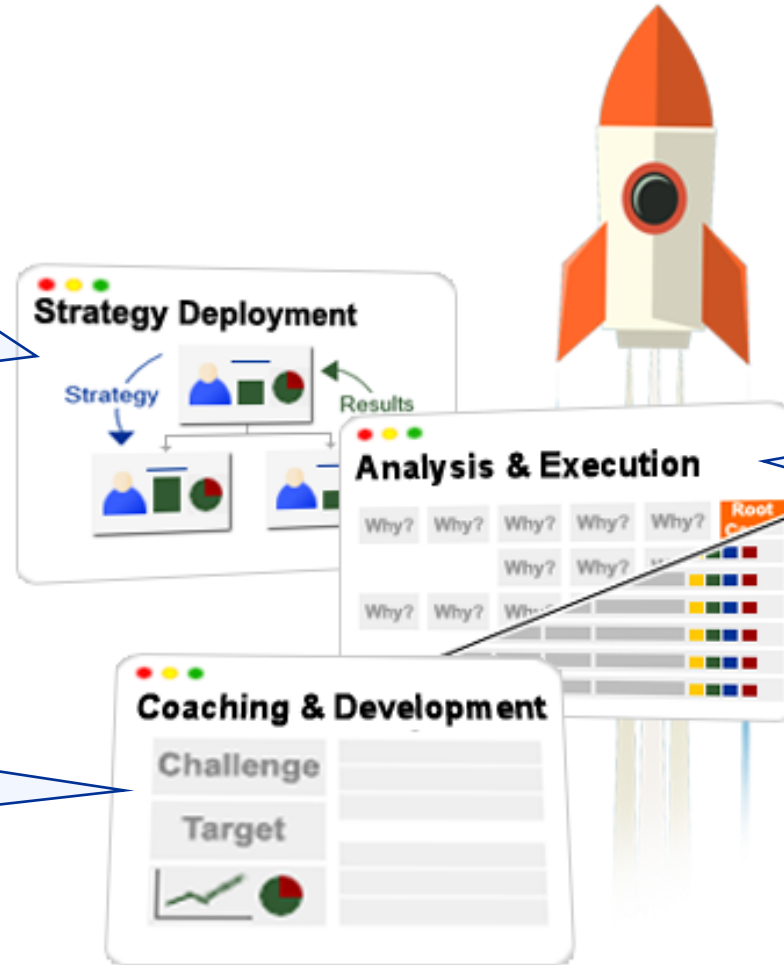 Strategy Deployment
Strategy
Results
Analysis & Execution
Why? Why? Why? Why? Why? Root
Why? Why?
Why? Why?
Coaching & Development
Challenge
Target